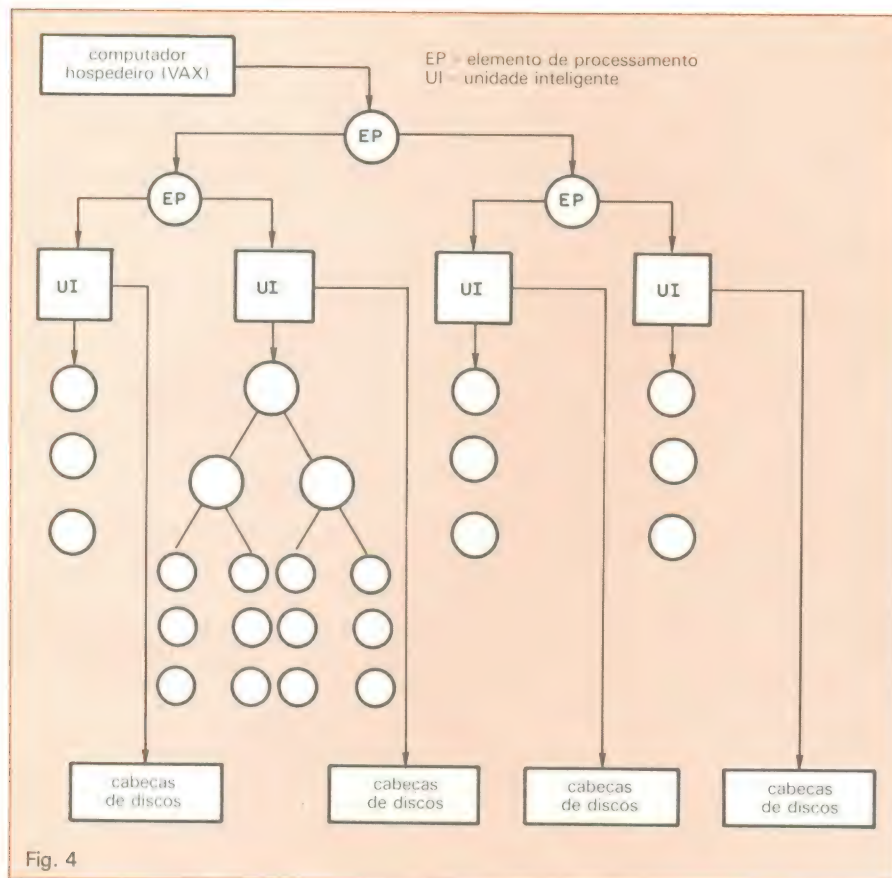 computador
hospedeiro (VAX)
EP - elemento de processamento
UI - unidade inteligente
EP
EP
EP
UI
UI
UI
UI
cabecas
de discos
cabecas
de discos
cabecas
de discos
cabecas
de discos
Fig. 4